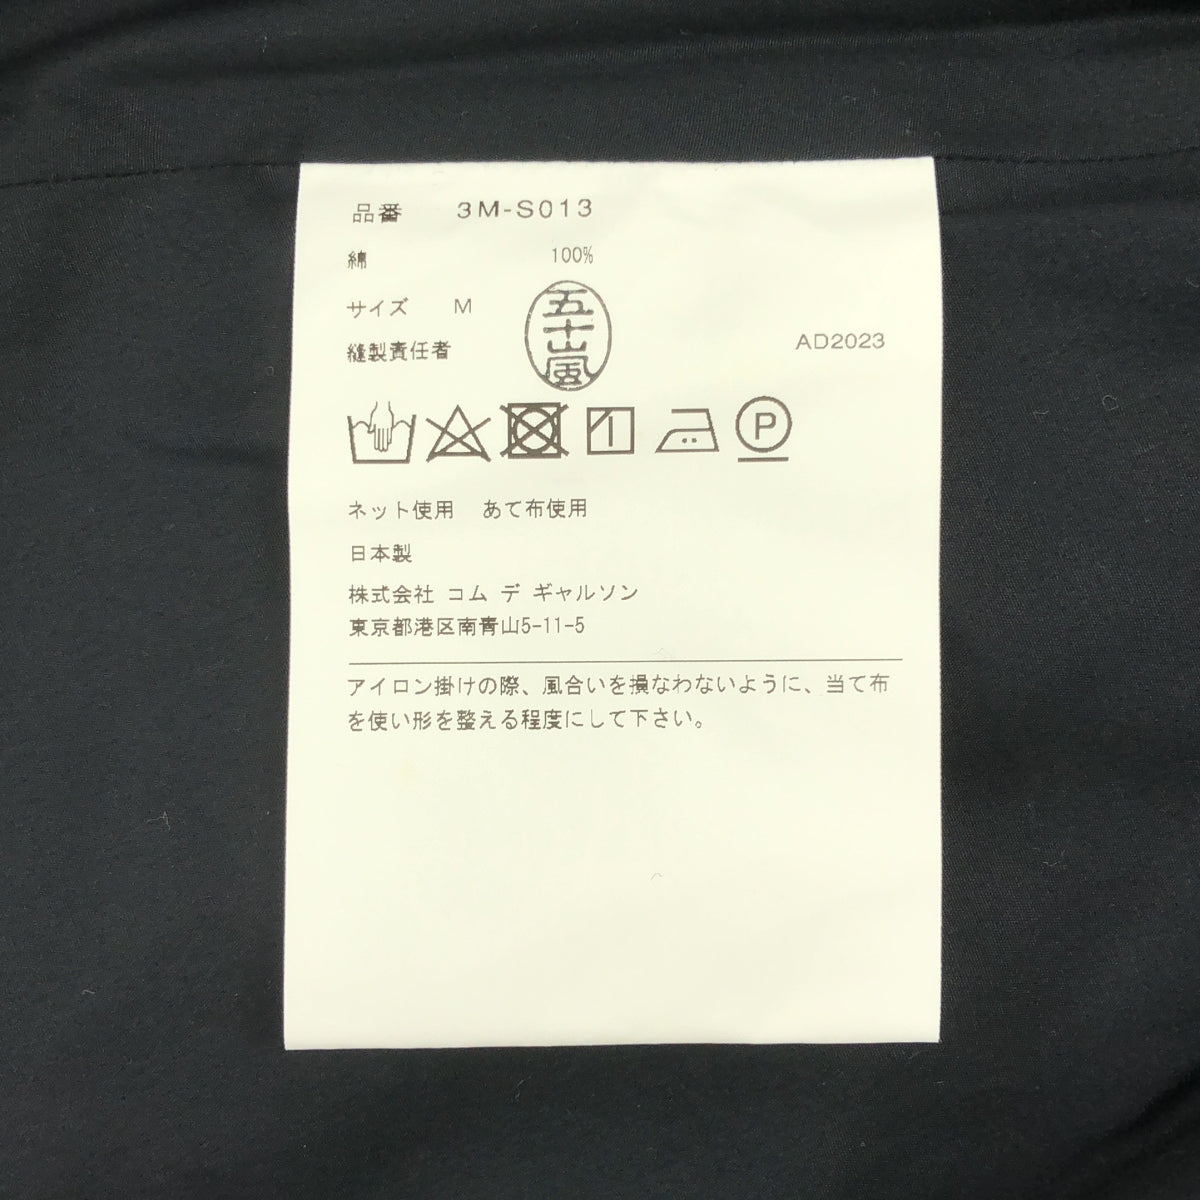 品番 3M-S013
綿 100%
サイズ M
縫製責任者
五十嵐
AD2023
P
ネット使用 あて布使用
日本製
株式会社 コム デ ギャルソン
東京都港区南青山5-11-5
アイロン掛けの際、風合いを損なわないように、当て布
を使い形を整える程度にして下さい。